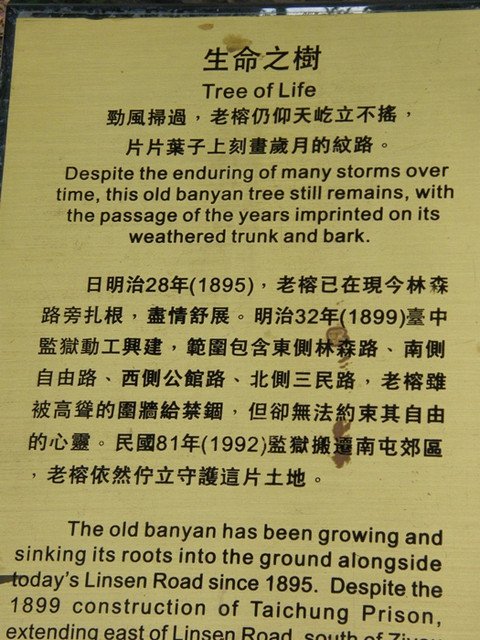 生命之樹
Tree of Life
勁風掃過，老榕仍仰天屹立不搖，
片片葉子上刻畫歲月的紋路。
Despite the enduring of many storms over
time, this old banyan tree still remains, with
the passage of the years imprinted on its
weathered trunk and bark.
日明治28年(1895)，老榕已在現今林森
路旁扎根，盡情舒展。明治32年(1899)臺中
監獄動工興建，範圍包含東側林森路、南側
自由路、西側公館路、北側三民路，老榕雖
被高聳的圍牆給禁錮，但卻無法約束其自由
的心靈。民國81年(1992)監獄搬遷南屯郊區
，老榕依然佇立守護這片土地。
The old banyan has been growing and
sinking its roots into the ground alongside
today's Linsen Road since 1895. Despite the
1899 construction of Taichung Prison,
extending east of Linsen Road, south of